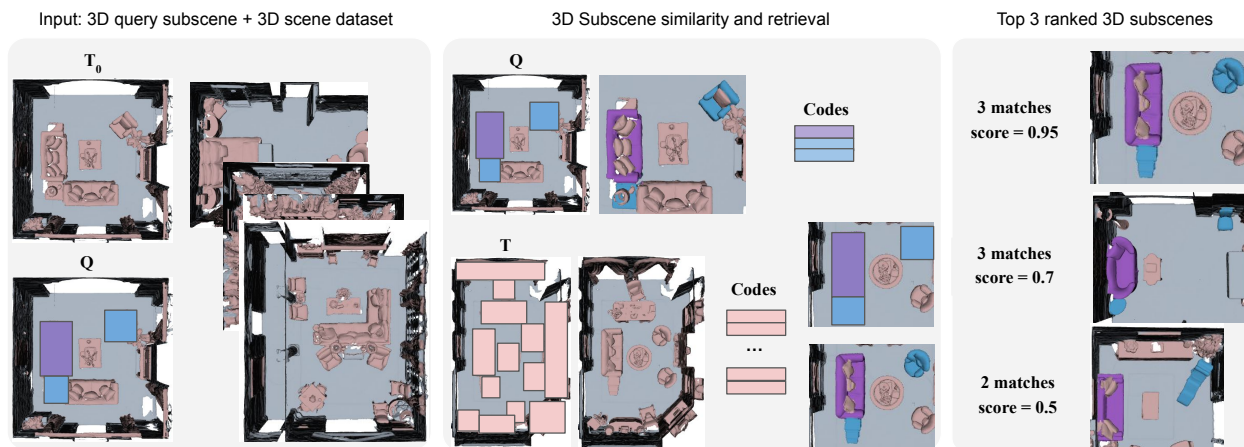 Input: 3D query subscene + 3D scene dataset
T0
Q
3D Subscene similarity and retrieval
Q
Codes
T
Codes
...
Top 3 ranked 3D subscenes
3 matches
score = 0.95
3 matches
score = 0.7
2 matches
score = 0.5